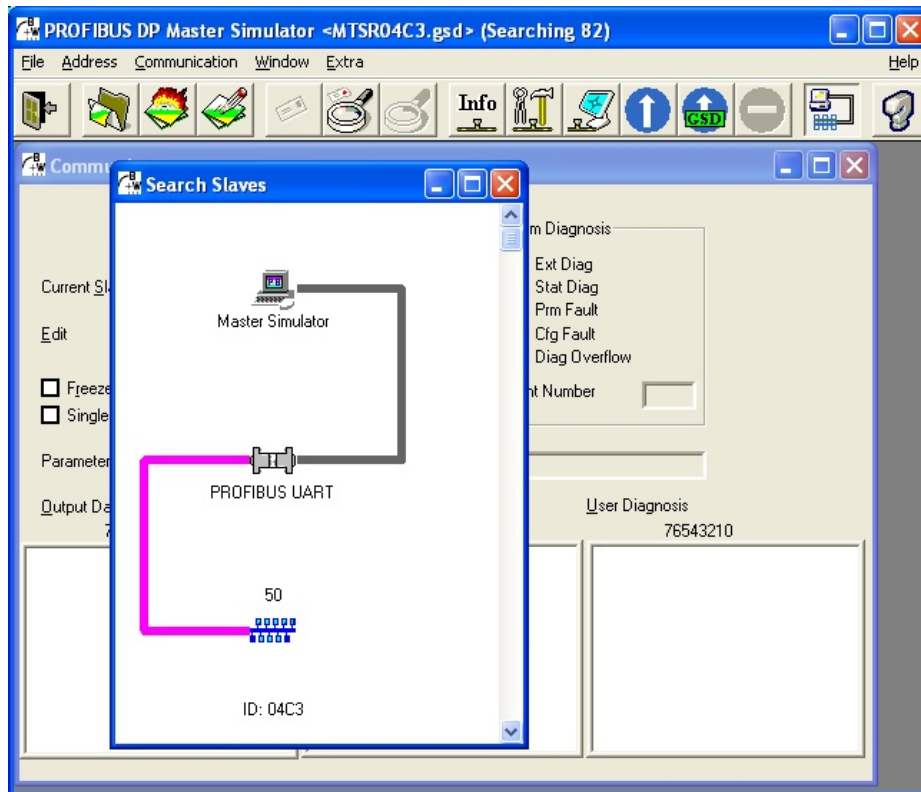 PROFIBUS DP Master Simulator <MTSR04C3.gsd> (Searching 82)
File Address Communication Window Extra Help
Info
GSD
Search Slaves
m Diagnosis
Ext Diag
Current Sl
Stat Diag
Master Simulator
Prm Fault
Edit
Cfg Fault
Diag Overflow
Freeze
nt Number
Single
Parameter
PROFIBUS UART
Output Da
User Diagnosis
7
76543210
50
ID: 04C3